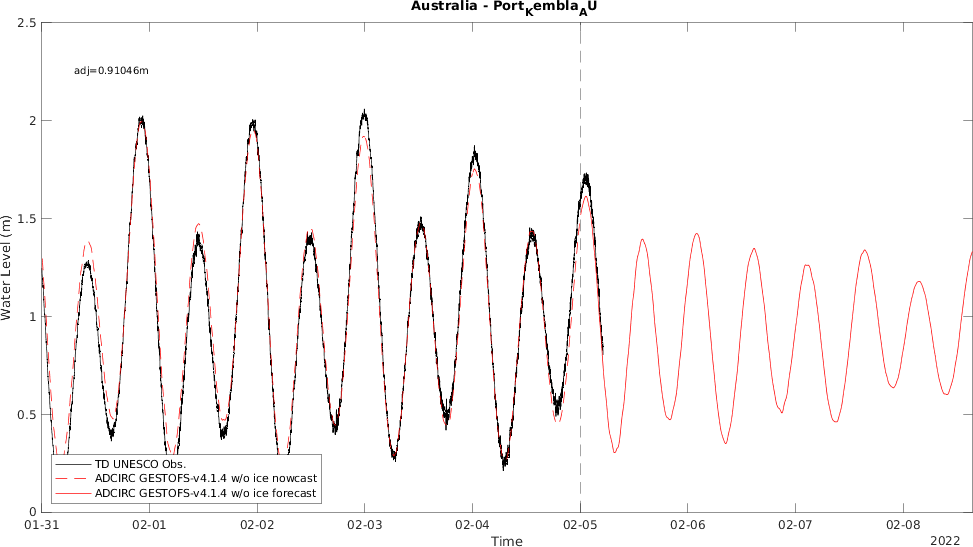 Australia - PortKemblaAU
2.5
adj=0.91046m
2
1.5
Water Level (m)
1
0.5
TD UNESCO Obs.
ADCIRC GESTOFS-v4.1.4 w/o ice nowcast
ADCIRC GESTOFS-v4.1.4 w/o ice forecast
0
01-31 02-01 02-02 02-03 02-04 02-05 02-06 02-07 02-08
Time
2022